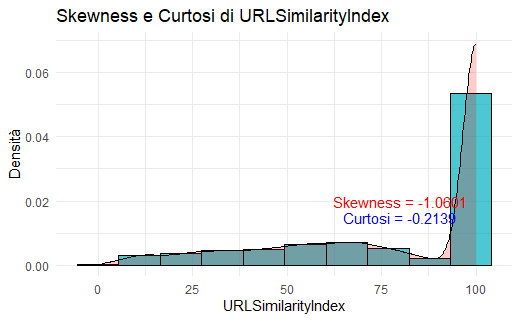 Skewness e Curtosi di URLSimilarityIndex
Densità
0.06
0.04
0.02
0.00
Skewness = -1.0601
Curtosi = -0.2139
0 25 50 75 100
URLSimilarityIndex